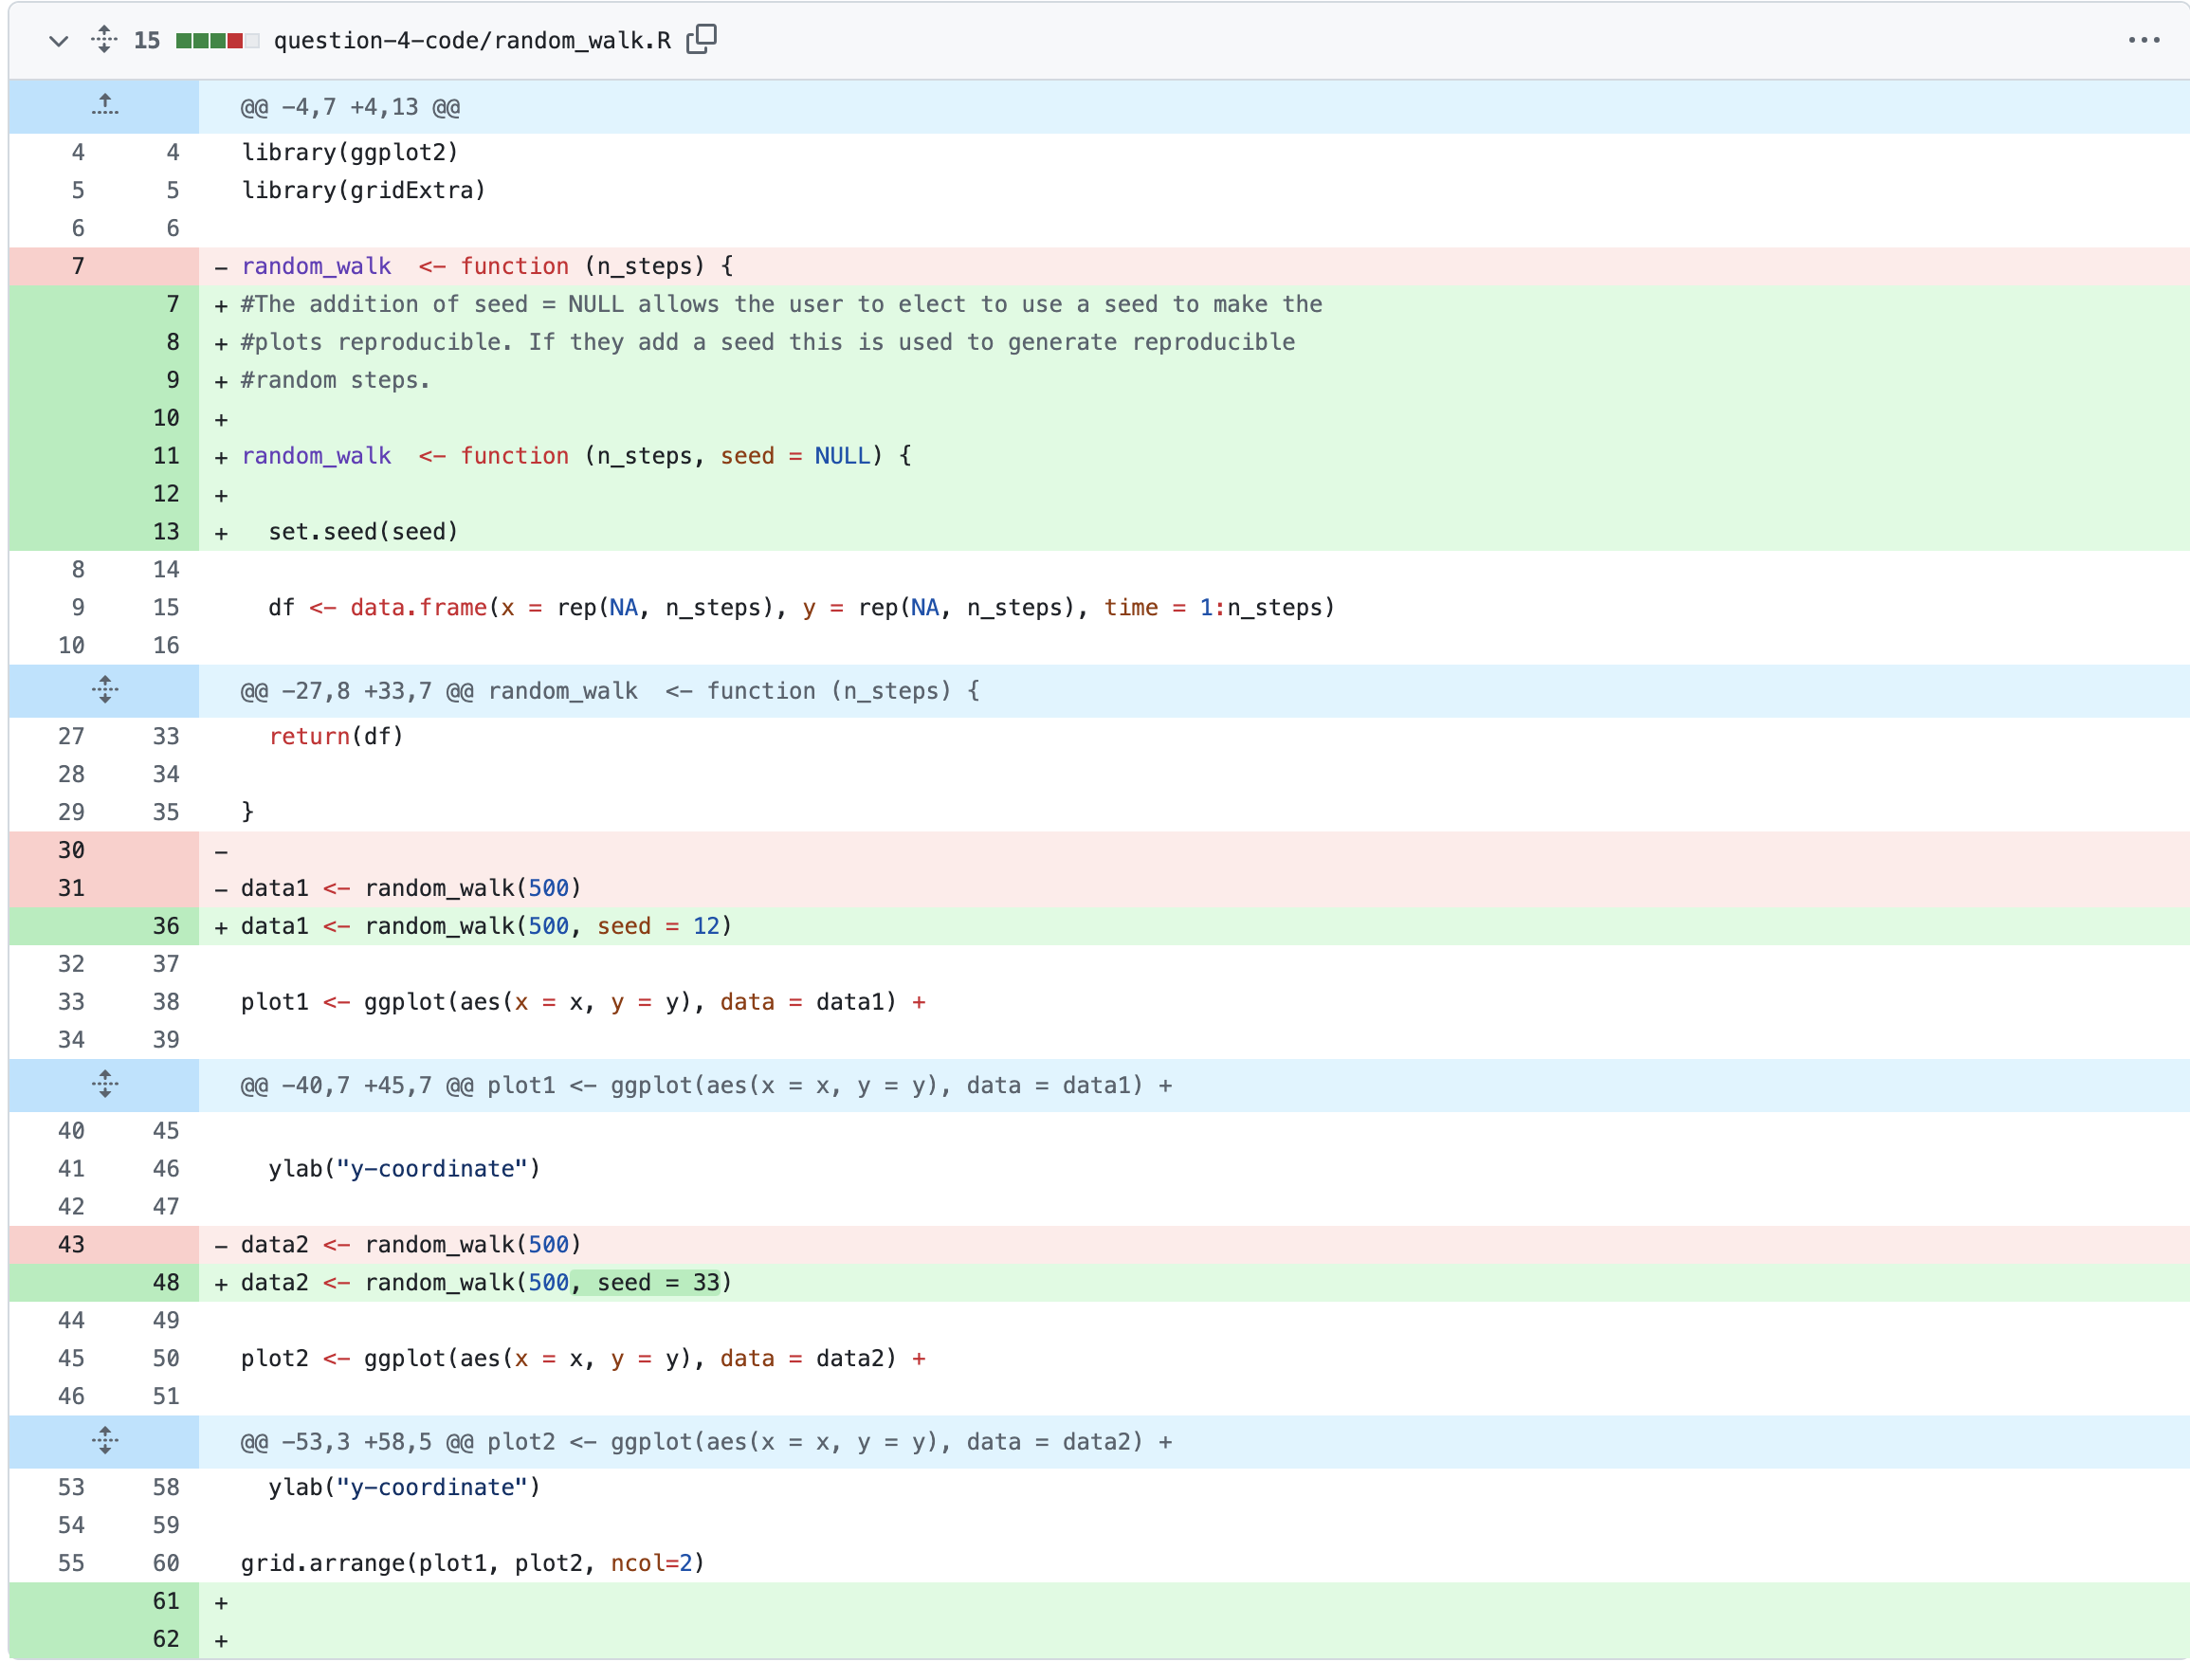 15 question-4-code/random_walk.R
@@ -4,7 +4,13 @@
4 4 library(ggplot2)
5 5 library(gridExtra)
6 6
7 - random_walk  <- function (n_steps) {
7 + #The addition of seed = NULL allows the user to elect to use a seed to make the
8 + #plots reproducible. If they add a seed this is used to generate reproducible
9 + #random steps.
10 +
11 + random_walk  <- function (n_steps, seed = NULL) {
12 +
13 +   set.seed(seed)
8 14
9 15   df <- data.frame(x = rep(NA, n_steps), y = rep(NA, n_steps), time = 1:n_steps)
10 16
@@ -27,8 +33,7 @@ random_walk  <- function (n_steps) {
27 33   return(df)
28 34
29 35 }
30 -
31 - data1 <- random_walk(500)
36 + data1 <- random_walk(500, seed = 12)
32 37
33 38 plot1 <- ggplot(aes(x = x, y = y), data = data1) +
34 39
@@ -40,7 +45,7 @@ plot1 <- ggplot(aes(x = x, y = y), data = data1) +
40 45
41 46   ylab("y-coordinate")
42 47
43 - data2 <- random_walk(500)
48 + data2 <- random_walk(500, seed = 33)
44 49
45 50 plot2 <- ggplot(aes(x = x, y = y), data = data2) +
46 51
@@ -53,3 +58,5 @@ plot2 <- ggplot(aes(x = x, y = y), data = data2) +
53 58   ylab("y-coordinate")
54 59
55 60 grid.arrange(plot1, plot2, ncol=2)
61 +
62 +